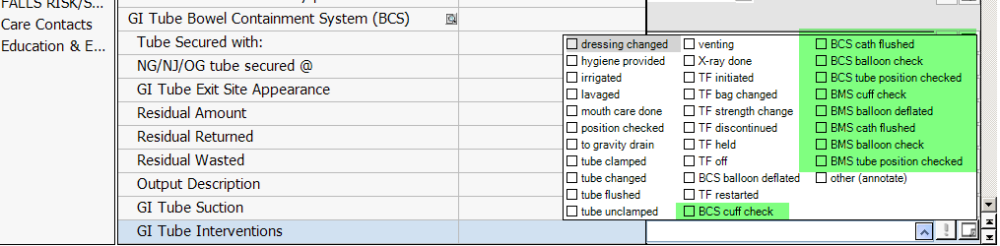 FALLS RISK/S...
Care Contacts
Education & E...
GI Tube Bowel Containment System (BCS)
Tube Secured with:
NG/NJ/OG tube secured @
GI Tube Exit Site Appearance
Residual Amount
Residual Returned
Residual Wasted
Output Description
GI Tube Suction
GI Tube Interventions
dressing changed
hygiene provided
irrigated
lavaged
mouth care done
position checked
to gravity drain
tube clamped
tube changed
tube flushed
tube unclamped
venting
X-ray done
TF initiated
TF bag changed
TF strength change
TF discontinued
TF held
TF off
BCS balloon deflated
TF restarted
BCS cuff check
BCS cath flushed
BCS balloon check
BCS tube position checked
BMS cuff check
BMS balloon deflated
BMS cath flushed
BMS balloon check
BMS tube position checked
other (annotate)